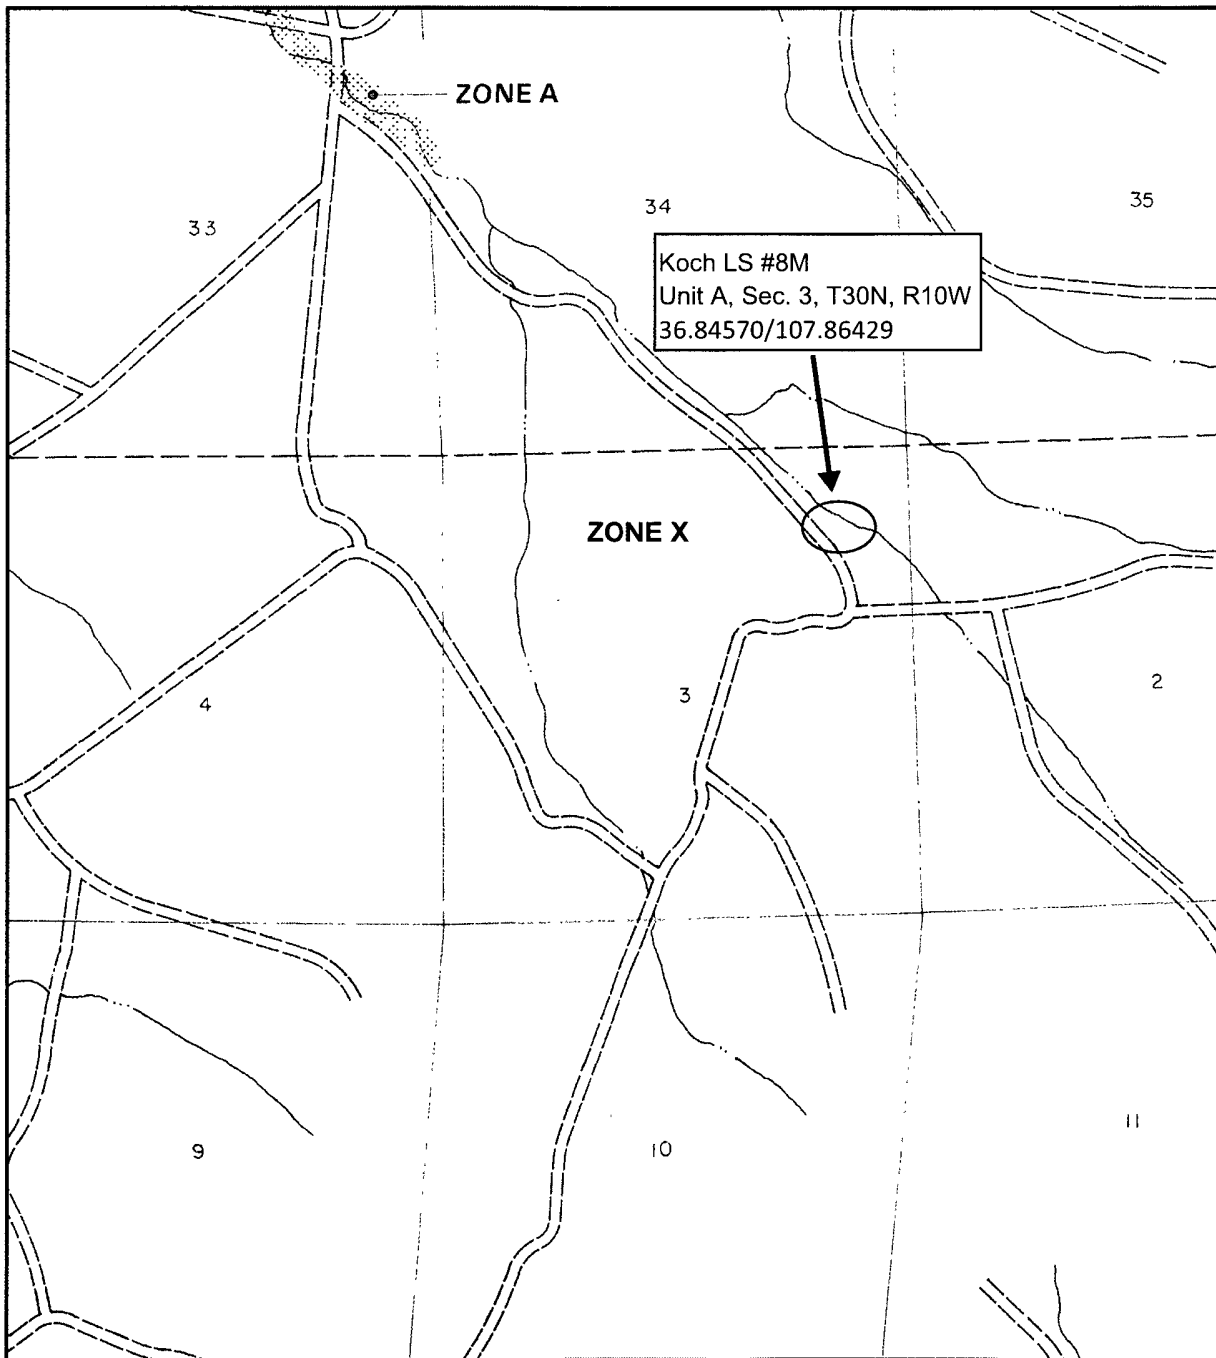 ZONE A
33
34
35
Koch LS #8M
Unit A, Sec. 3, T30N, R10W
36.84570/107.86429
ZONE X
4
3
2
9
10
11